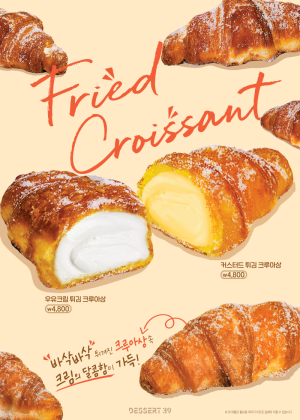 Fried
Croissant
커스터드 튀김 크루아상
₩4,800
우유크림 튀김 크루아상
₩4,800
"바삭바삭" 튀겨진 크루아상 속
크림의 달콤함이 가득!
DESSERT 39